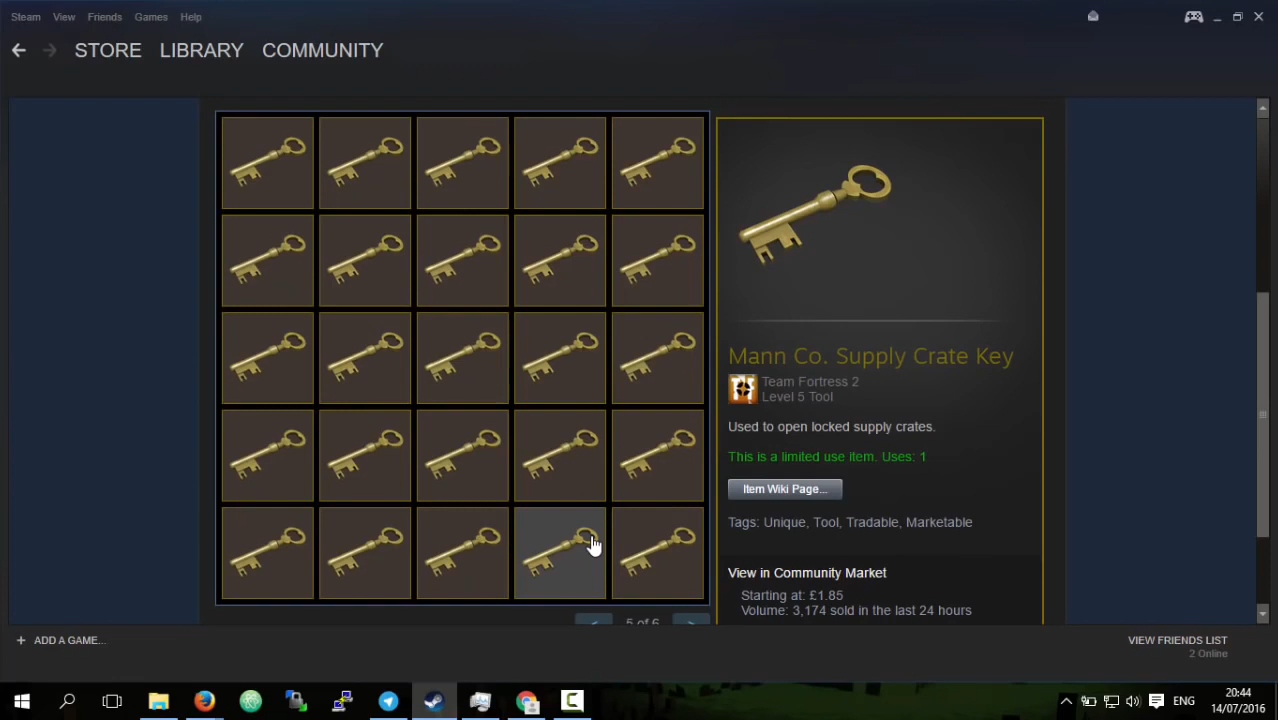 Steam View Friends Games Help
STORE LIBRARY COMMUNITY
Mann Co. Supply Crate Key
Team Fortress 2
Level 5 Tool
Used to open locked supply crates.
This is a limited use item. Uses: 1
Item Wiki Page...
Tags: Unique, Tool, Tradable, Marketable
View in Community Market
Starting at: £1.85
Volume: 3,174 sold in the last 24 hours
< 5 of 6 >
+ ADD A GAME...
VIEW FRIENDS LIST
2 Online
ENG
20:44
14/07/2016